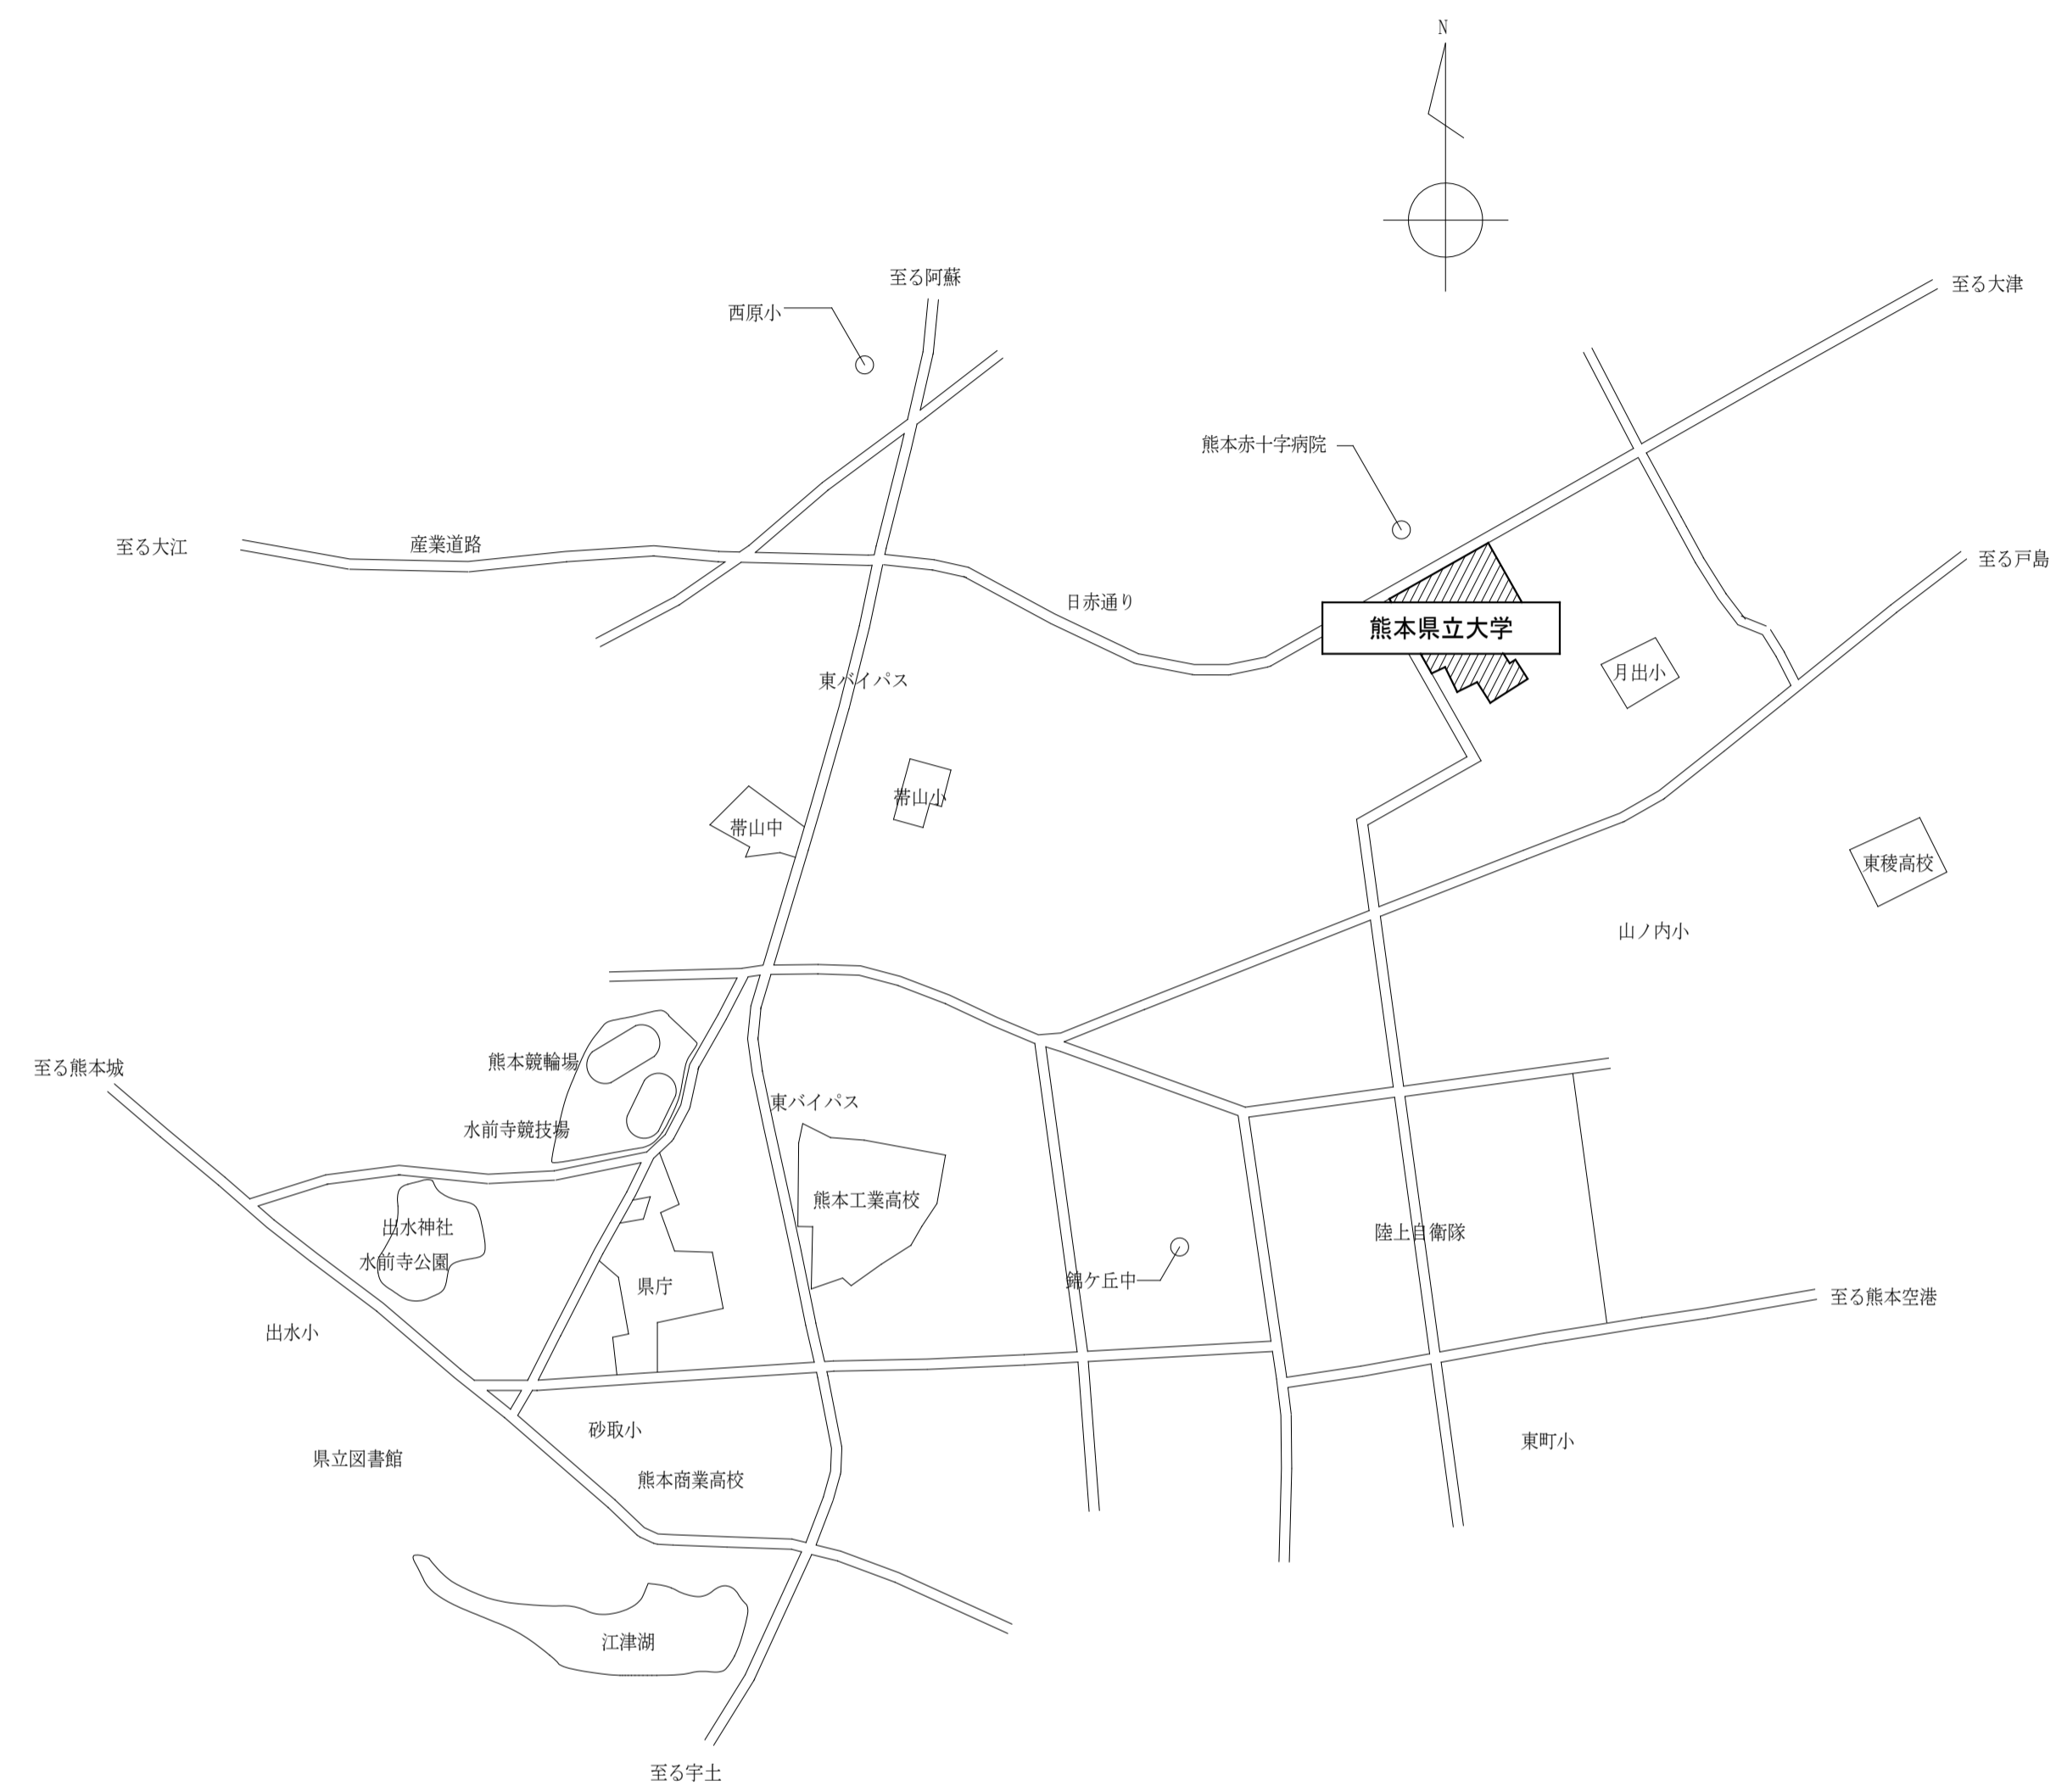 N
至る阿蘇
至る大津
西原小
熊本赤十字病院
至る大江
産業道路
至る戸島
日赤通り
熊本県立大学
月出小
東バイパス
帯山小
帯山中
東稜高校
山ノ内小
熊本競輪場
至る熊本城
東バイパス
水前寺競技場
熊本工業高校
出水神社
陸上自衛隊
水前寺公園
錦ケ丘中
県庁
至る熊本空港
出水小
砂取小
東町小
県立図書館
熊本商業高校
江津湖
至る宇土